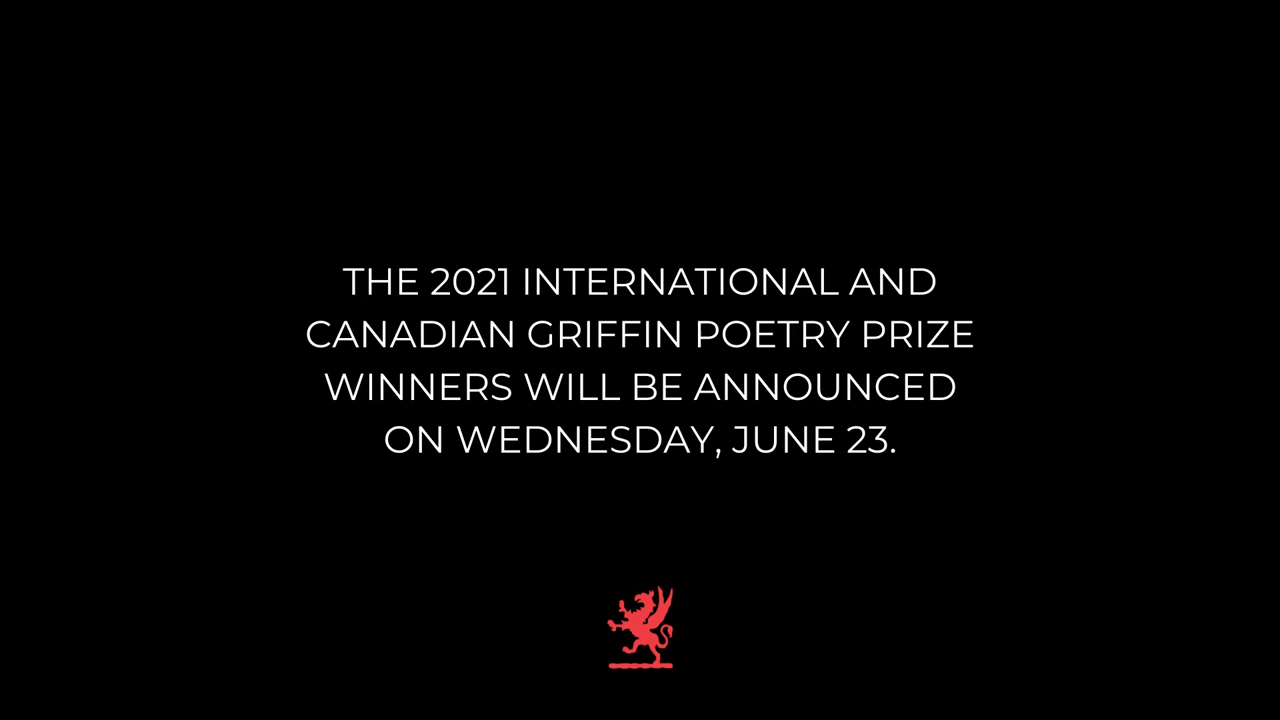 THE 2021 INTERNATIONAL AND
CANADIAN GRIFFIN POETRY PRIZE
WINNERS WILL BE ANNOUNCED
ON WEDNESDAY, JUNE 23.